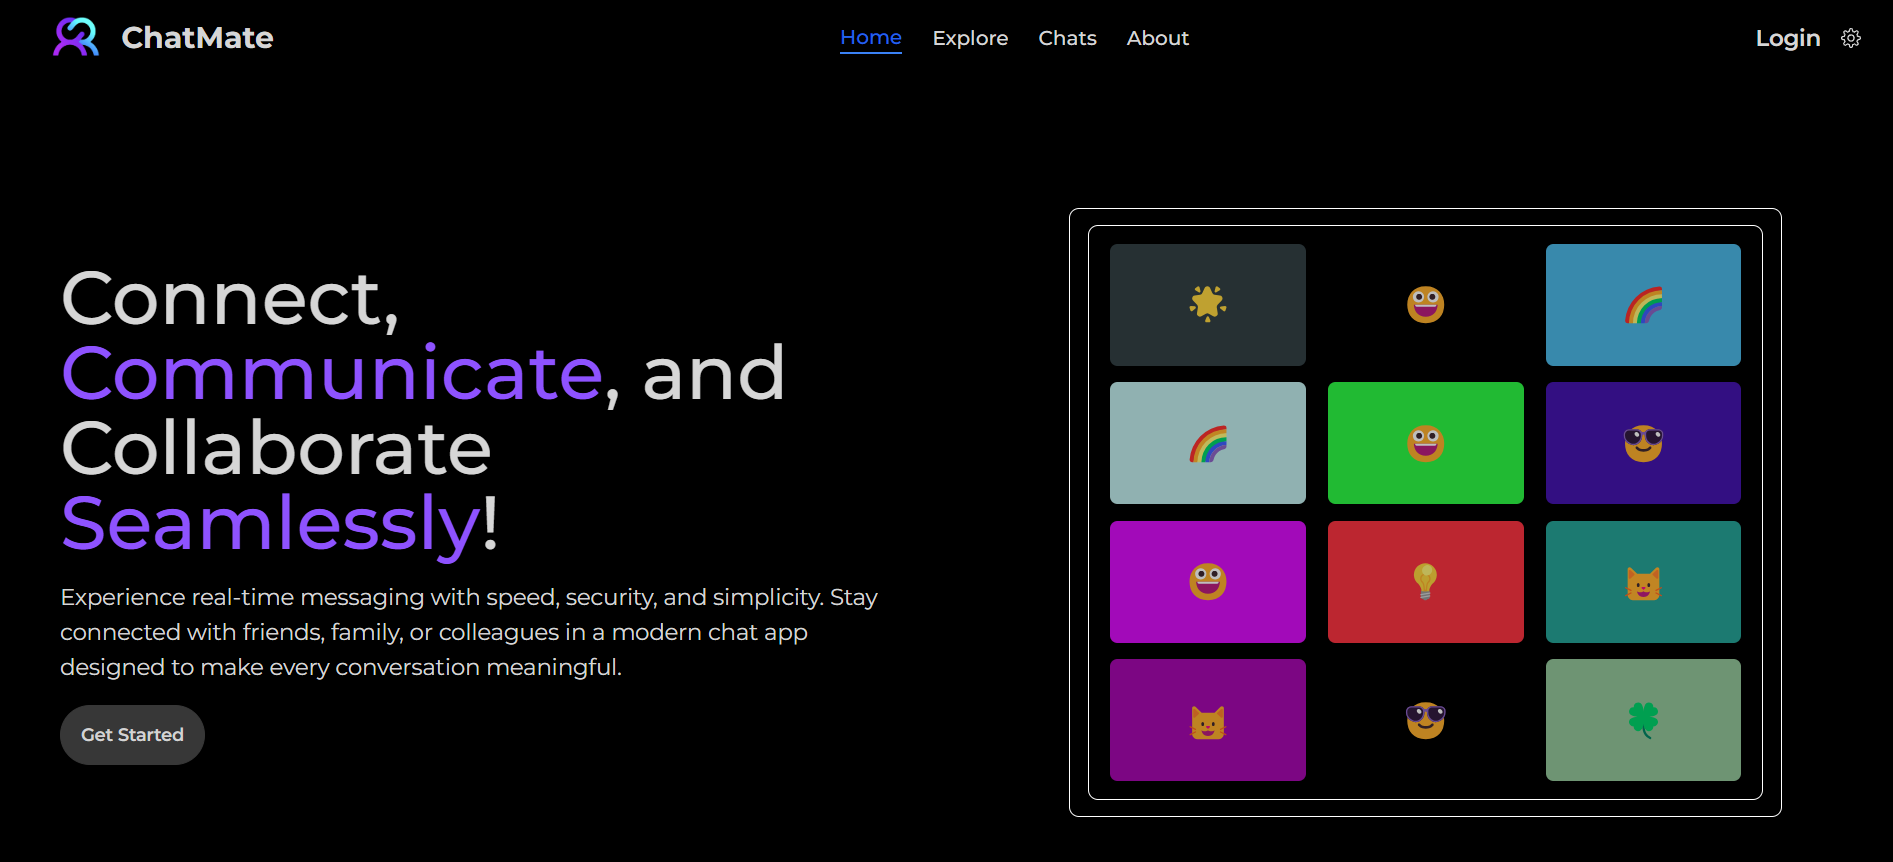 ChatMate
Home
Explore
Chats
About
Login
Connect,
Communicate, and
Collaborate
Seamlessly!
Experience real-time messaging with speed, security, and simplicity. Stay
connected with friends, family, or colleagues in a modern chat app
designed to make every conversation meaningful.
Get Started